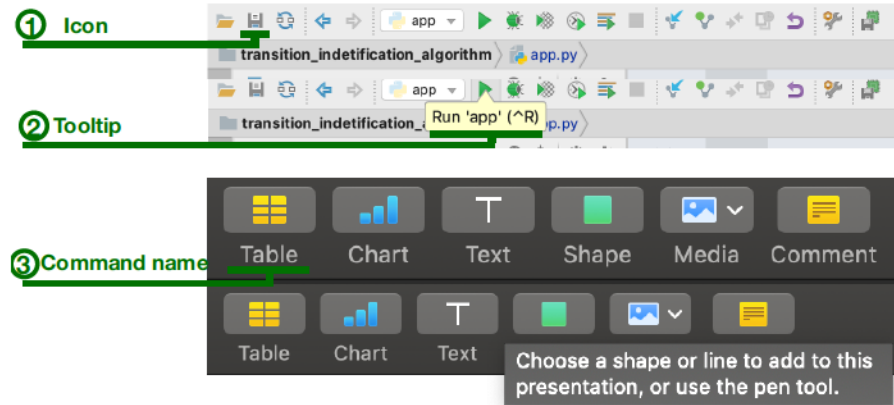 ① Icon
app
transition_indetification_algorithm app.py
app
② Tooltip
Run 'app' (^R)
transition_indetification_a p.py
③ Command name
Table Chart Text Shape Media Comment
Table Chart Text
Choose a shape or line to add to this
presentation, or use the pen tool.